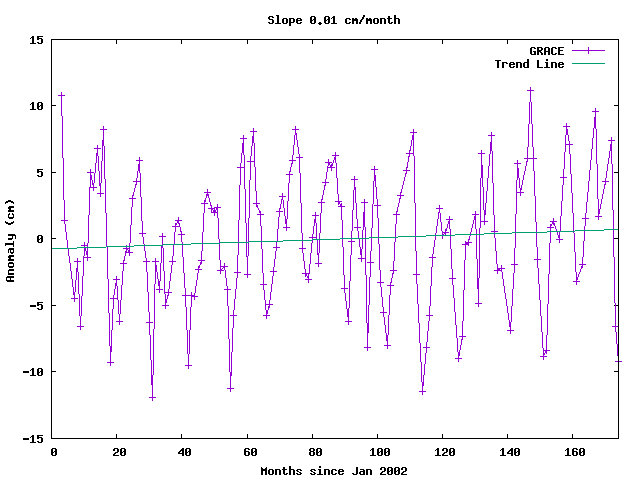 Slope 0.01 cm/month
15
GRACE
Trend Line
10
5
0
-5
-10
-15
Anomaly (cm)
0 20 40 60 80 100 120 140 160
Months since Jan 2002